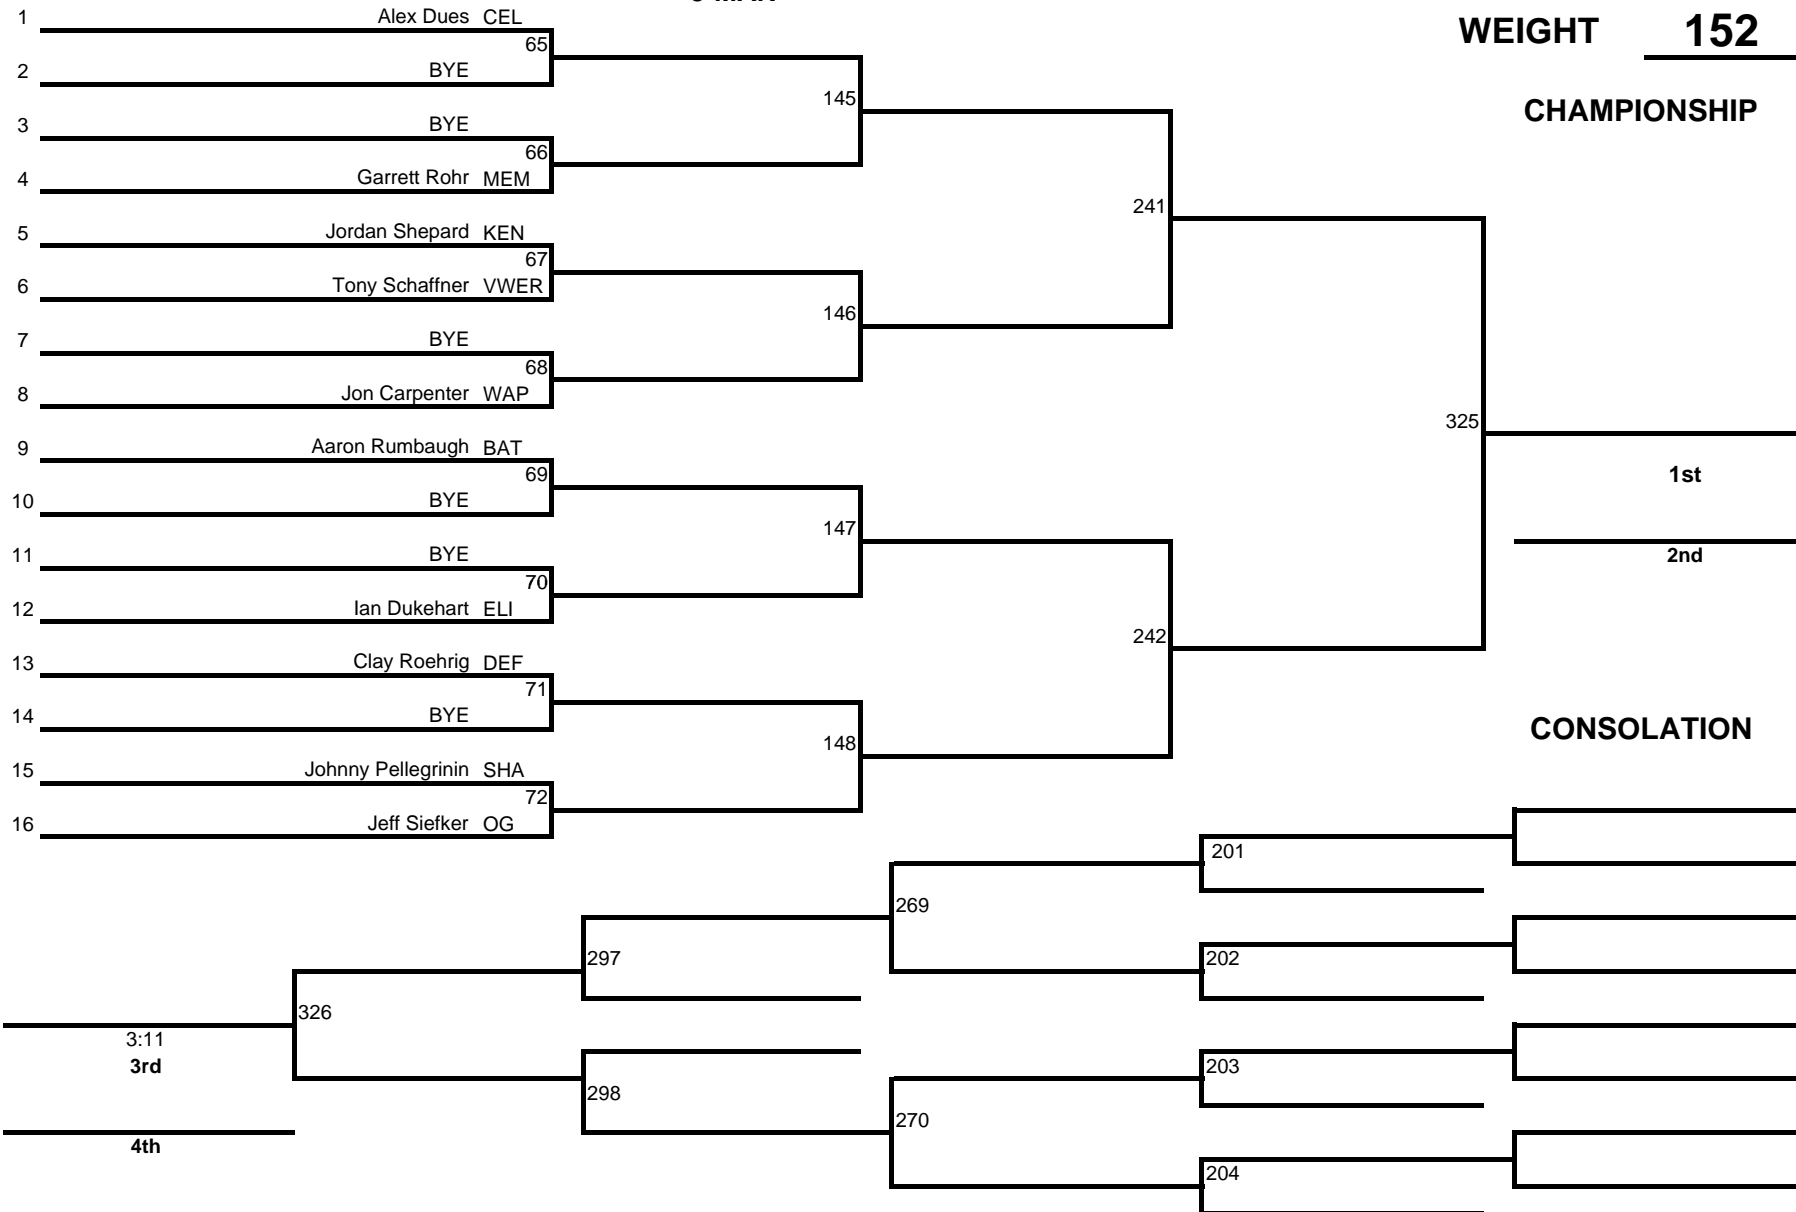 WEIGHT 152
CHAMPIONSHIP
1 Alex Dues CEL
65
2 BYE
145
3 BYE
66
4 Garrett Rohr MEM
241
5 Jordan Shepard KEN
67
6 Tony Schaffner VWER
146
7 BYE
68
8 Jon Carpenter WAP
325
9 Aaron Rumbaugh BAT
69
1st
10 BYE
147
11 BYE
2nd
70
12 Ian Dukehart ELI
242
13 Clay Roehrig DEF
71
14 BYE
CONSOLATION
148
15 Johnny Pellegrinin SHA
72
16 Jeff Siefker OG
201
269
297
202
326
3:11
3rd
203
298
270
4th
204